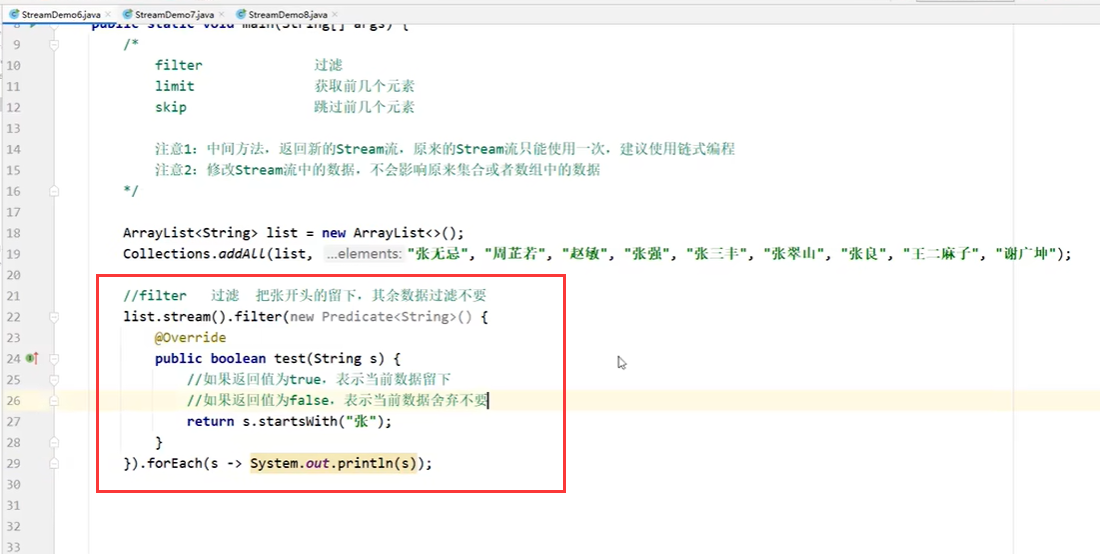 StreamDemo6.java StreamDemo7.java StreamDemo8.java
8 public static void main(String[] args) {
9 /*
10 filter 过滤
11 limit 获取前几个元素
12 skip 跳过前几个元素
13
14 注意1：中间方法，返回新的Stream流，原来的Stream流只能使用一次，建议使用链式编程
15 注意2：修改Stream流中的数据，不会影响原来集合或者数组中的数据
16 */
17
18 ArrayList<String> list = new ArrayList<>();
19 Collections.addAll(list, ...elements: "张无忌", "周芷若", "赵敏", "张强", "张三丰", "张翠山", "张良", "王二麻子", "谢广坤");
20
21 //filter 过滤 把张开头的留下，其余数据过滤不要
22 list.stream().filter(new Predicate<String>() {
23 @Override
24 public boolean test(String s) {
25 //如果返回值为true，表示当前数据留下
26 //如果返回值为false，表示当前数据舍弃不要
27 return s.startsWith("张");
28 }
29 }).forEach(s -> System.out.println(s));
30
31
32
33